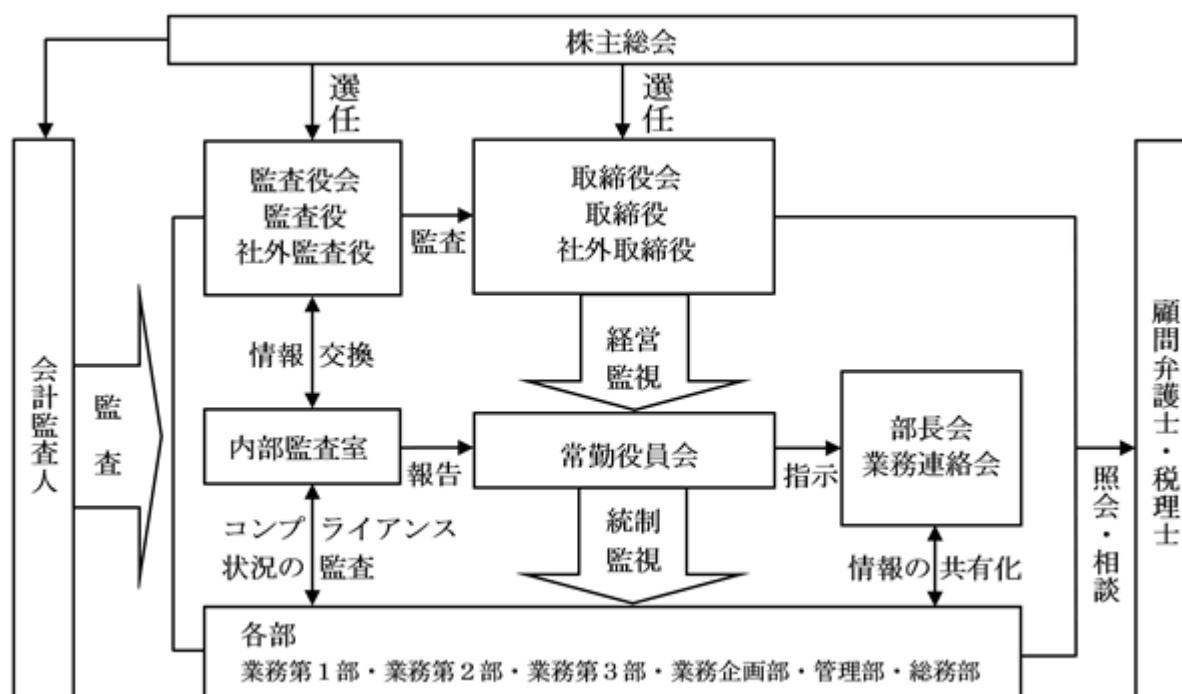 株主総会
選任
選任
監査役会
監査役
社外監査役
監査
取締役会
取締役
社外取締役
会計監査人
監査
情報交換
経営
監視
顧問弁護士・税理士
内部監査室
報告
常勤役員会
指示
部長会
業務連絡会
照会・相談
コンプライアンス
状況の監査
統制
監視
情報の共有化
各部
業務第1部・業務第2部・業務第3部・業務企画部・管理部・総務部